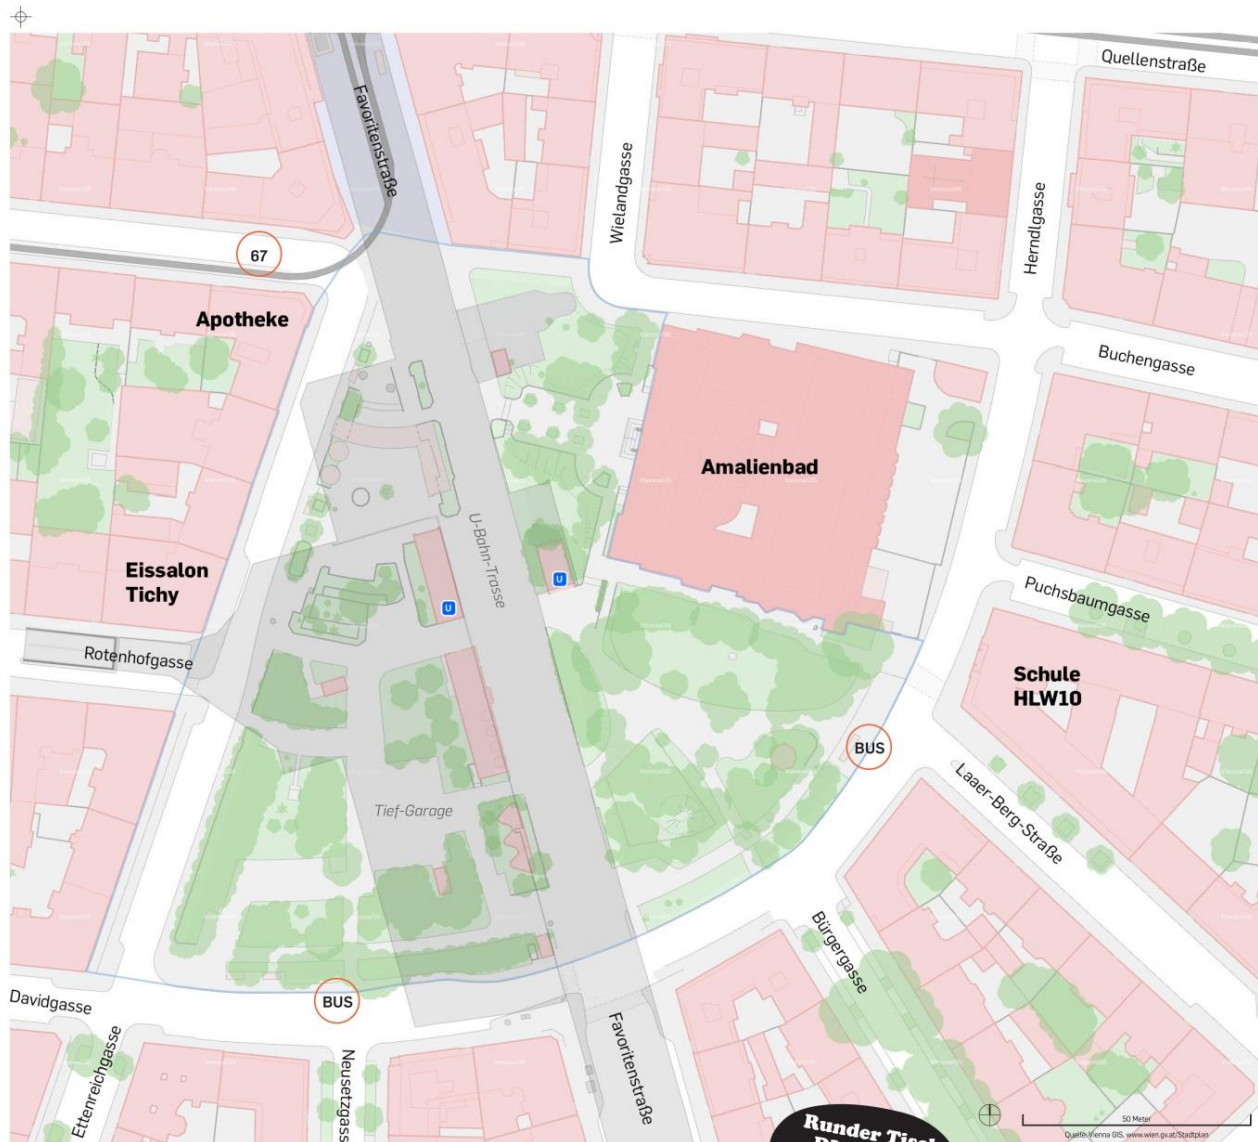 Quellenstraße
Favoritenstraße
Wielandgasse
Herndlgasse
67
Apotheke
Buchengasse
Amalienbad
U-Bahn-Trasse
Eissalon
Tichy
U
U
Puchsbaumgasse
Rotenhofgasse
Schule
HLW10
BUS
Laaer-Berg-Straße
Tief-Garage
Bürgergasse
BUS
Davidgasse
Ettenreichgasse
Neusetzgass
Favoritenstraße
50 Meter
Quelle: Vienna GIS, www.wien.gv.at/Stadtplan
Runder Tisch